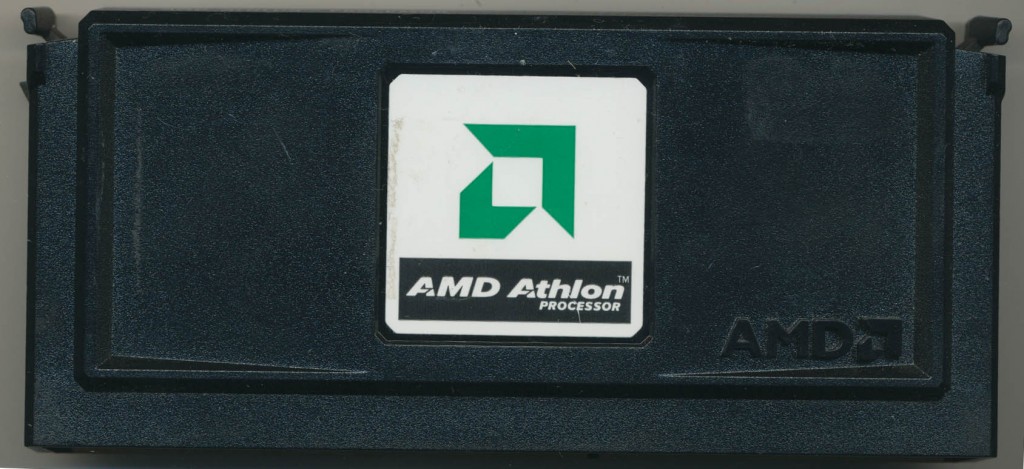 AMD Athlon™
PROCESSOR
AMD